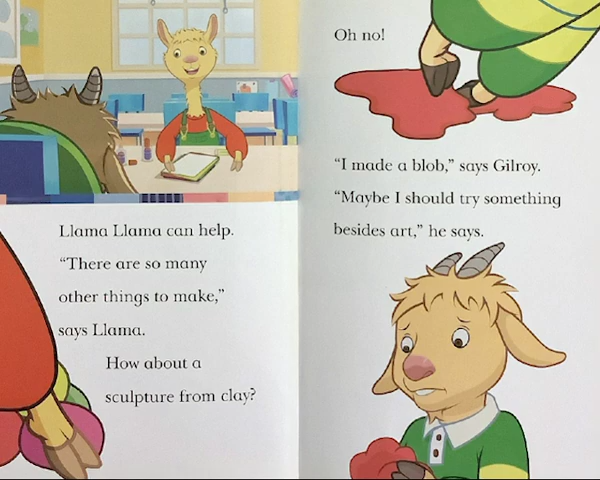 Llama Llama can help.
“There are so many
other things to make,”
says Llama.
How about a
sculpture from clay?
Oh no!
“I made a blob,” says Gilroy.
“Maybe I should try something
besides art,” he says.